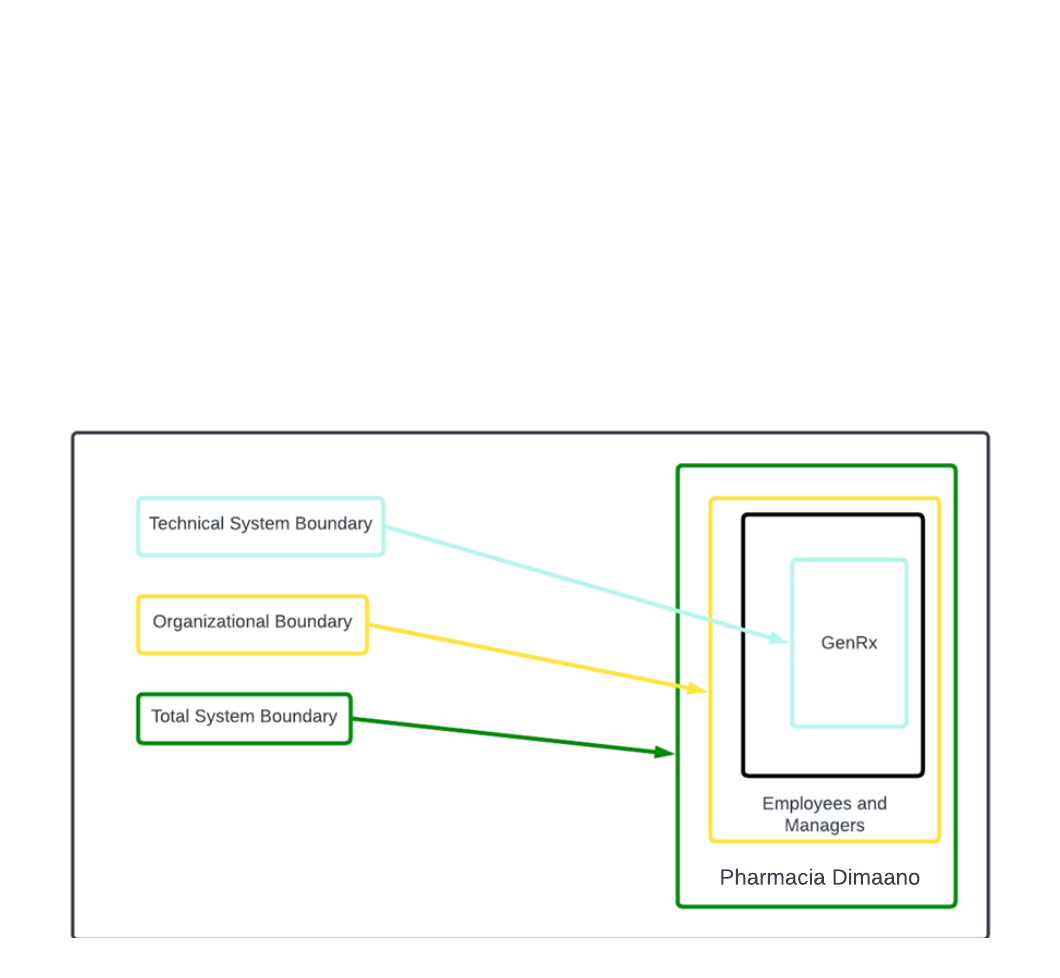 Technical System Boundary
Organizational Boundary
Total System Boundary
GenRx
Employees and
Managers
Pharmacia Dimaano